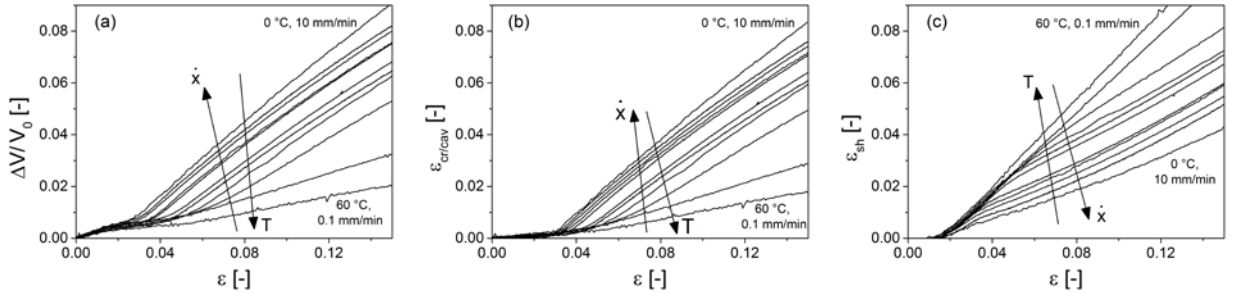 (a)
0 °C, 10 mm/min
ẋ
T
60 °C,
0.1 mm/min
ΔV/V₀ [-]
0.08
0.06
0.04
0.02
0.00
0.00 0.04 0.08 0.12
ε [-]
(b)
0 °C, 10 mm/min
ẋ
T
60 °C,
0.1 mm/min
ε_cr/cav [-]
0.08
0.06
0.04
0.02
0.00
0.00 0.04 0.08 0.12
ε [-]
(c)
60 °C, 0.1 mm/min
T
ẋ
0 °C,
10 mm/min
ε_sh [-]
0.08
0.06
0.04
0.02
0.00
0.00 0.04 0.08 0.12
ε [-]